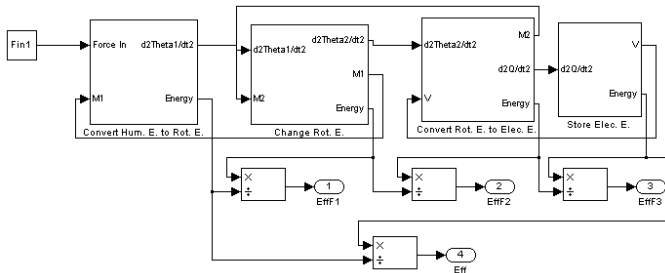 Fin1
Force In
M1
d2Theta1/dt2
Energy
Convert Hum. E. to Rot. E.
d2Theta1/dt2
M2
d2Theta2/dt2
M1
Energy
Change Rot. E.
d2Theta2/dt2
V
M2
d2Q/dt2
Energy
Convert Rot. E. to Elec. E.
d2Q/dt2
V
Energy
Store Elec. E.
×
÷
1
EffF1
×
÷
2
EffF2
×
÷
3
EffF3
×
÷
4
Eff